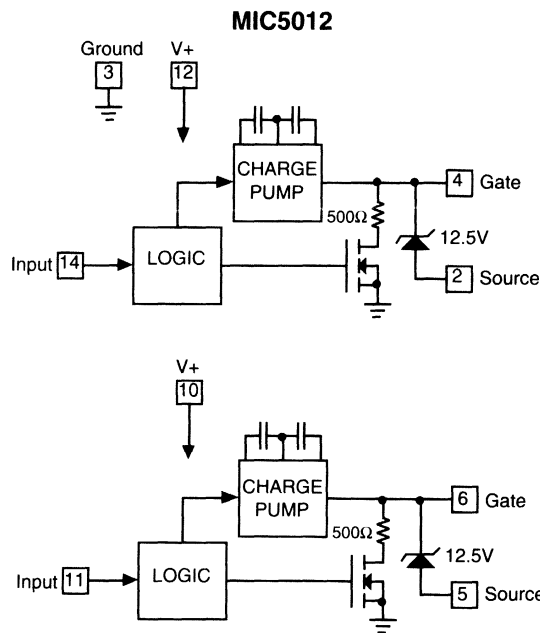 MIC5012
Ground V+
3 12
CHARGE
PUMP
4 Gate
500Ω
12.5V
Input 14 LOGIC
2 Source
V+
10
CHARGE
PUMP
6 Gate
500Ω
12.5V
Input 11 LOGIC
5 Source